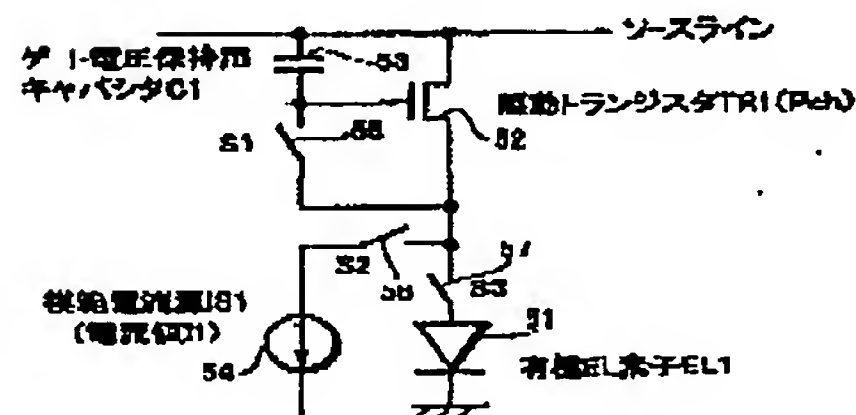 ソースライン
ゲート電圧保持用
キャパシタC1
53
駆動トランジスタTR1(Pch)
52
S1
55
S2
56
57
S3
模範電流源IS1
(電流値I1)
54
51
有機EL素子EL1